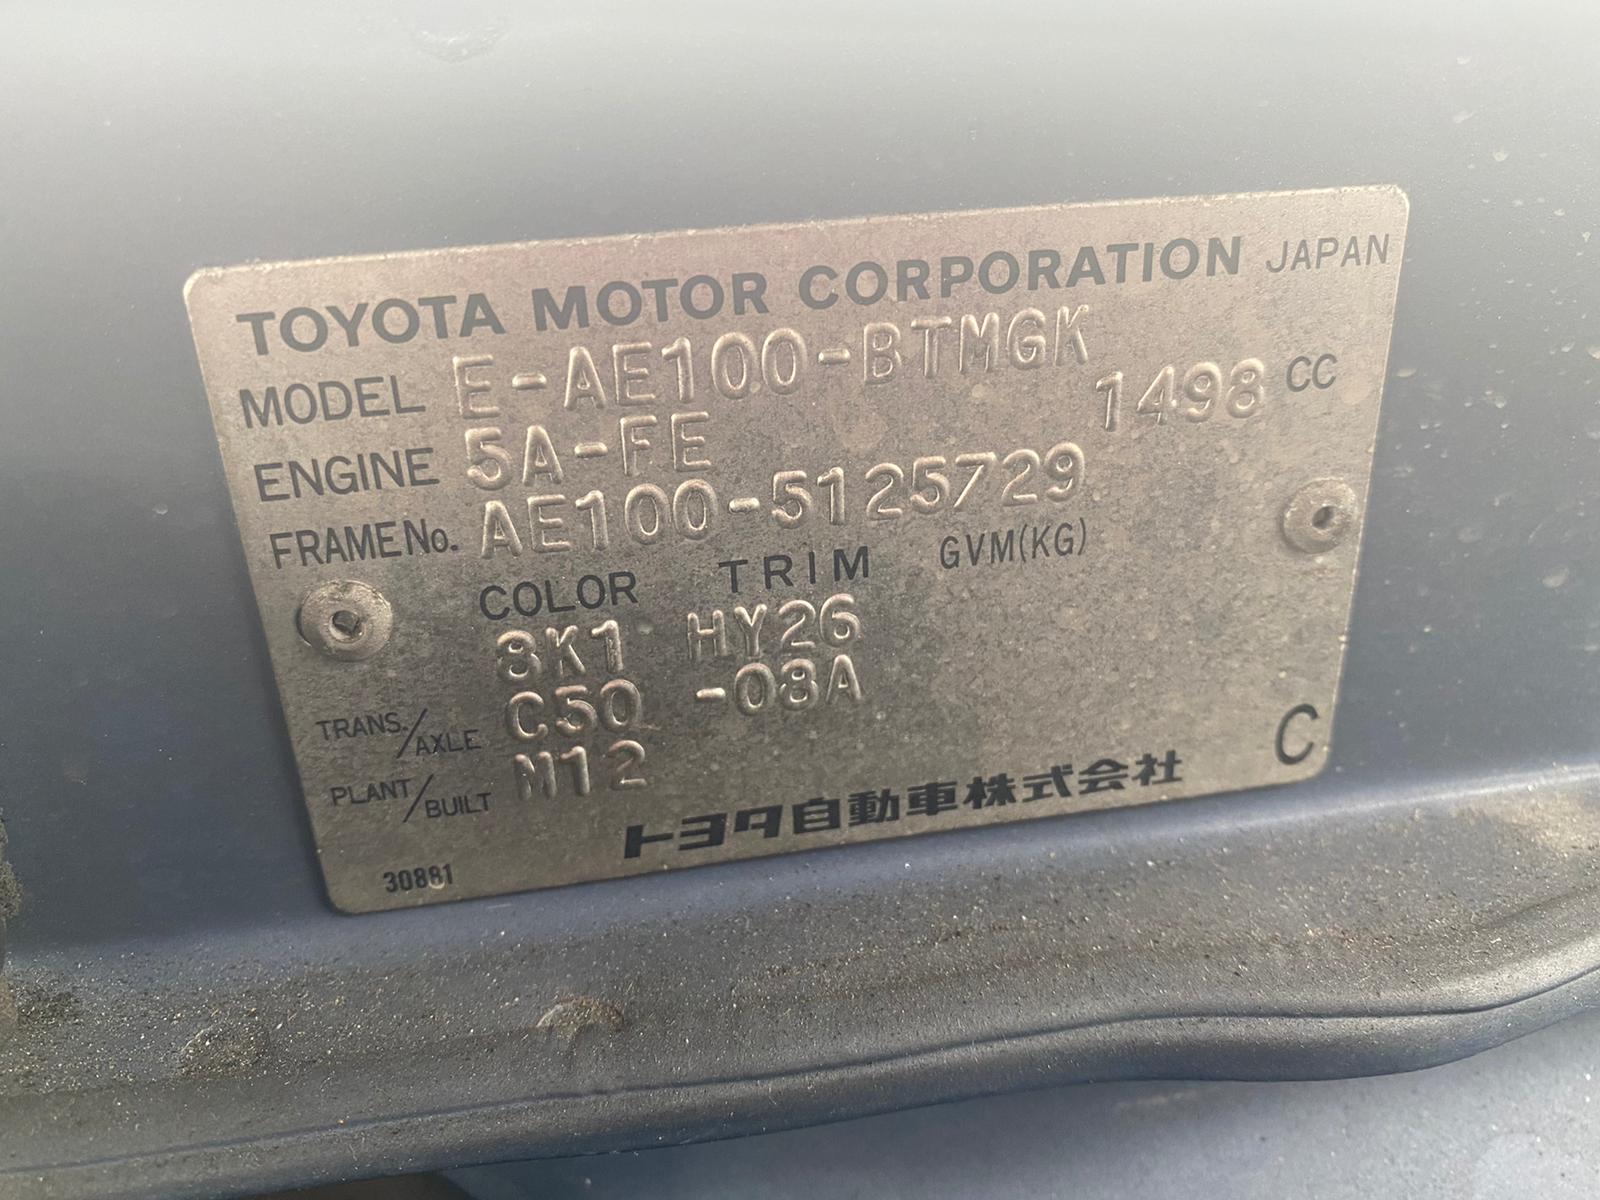 TOYOTA MOTOR CORPORATION JAPAN
MODEL E-AE100-BTMGK
ENGINE 5A-FE 1498 CC
FRAME No. AE100-5125729
COLOR TRIM GVM(KG)
8K1 HY26
TRANS./AXLE C50 -08A
PLANT/BUILT M12
C
トヨタ自動車株式会社
30881